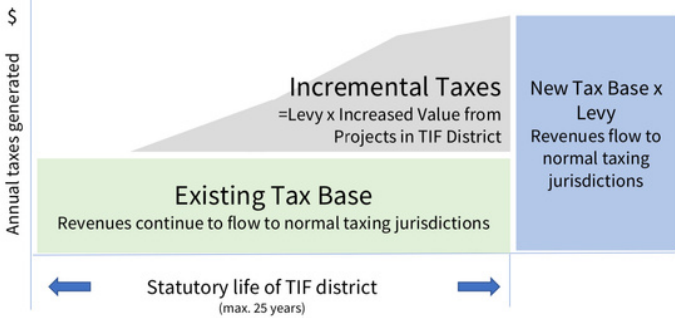 $
Annual taxes generated
Incremental Taxes
=Levy x Increased Value from
Projects in TIF District
New Tax Base x
Levy
Revenues flow to
normal taxing
jurisdictions
Existing Tax Base
Revenues continue to flow to normal taxing jurisdictions
Statutory life of TIF district
(max. 25 years)